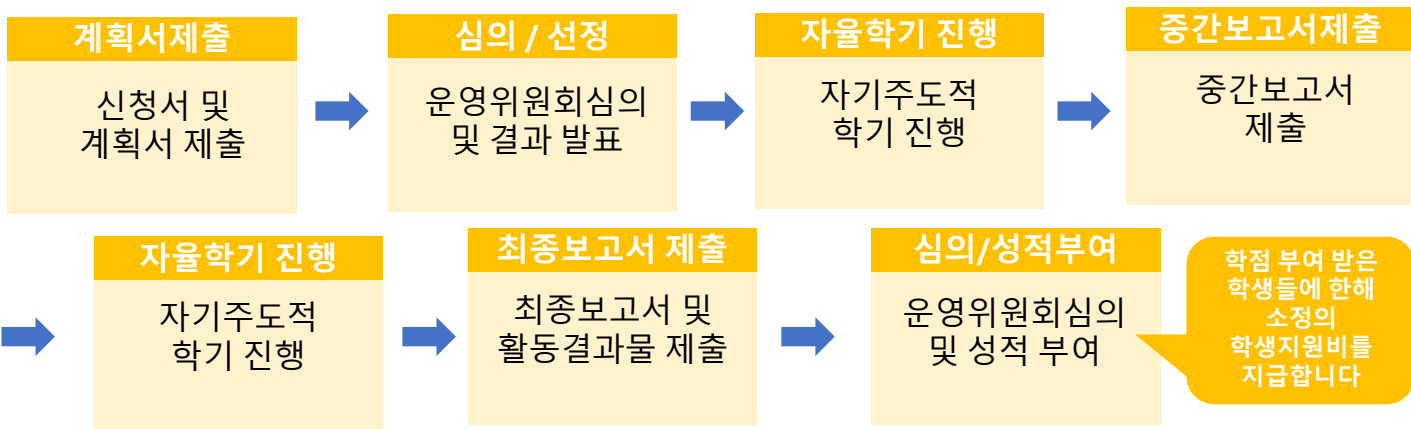 계획서제출
신청서 및
계획서 제출
심의 / 선정
운영위원회심의
및 결과 발표
자율학기 진행
자기주도적
학기 진행
중간보고서제출
중간보고서
제출
자율학기 진행
자기주도적
학기 진행
최종보고서 제출
최종보고서 및
활동결과물 제출
심의/성적부여
운영위원회심의
및 성적 부여
학점 부여 받은
학생들에 한해
소정의
학생지원비를
지급합니다